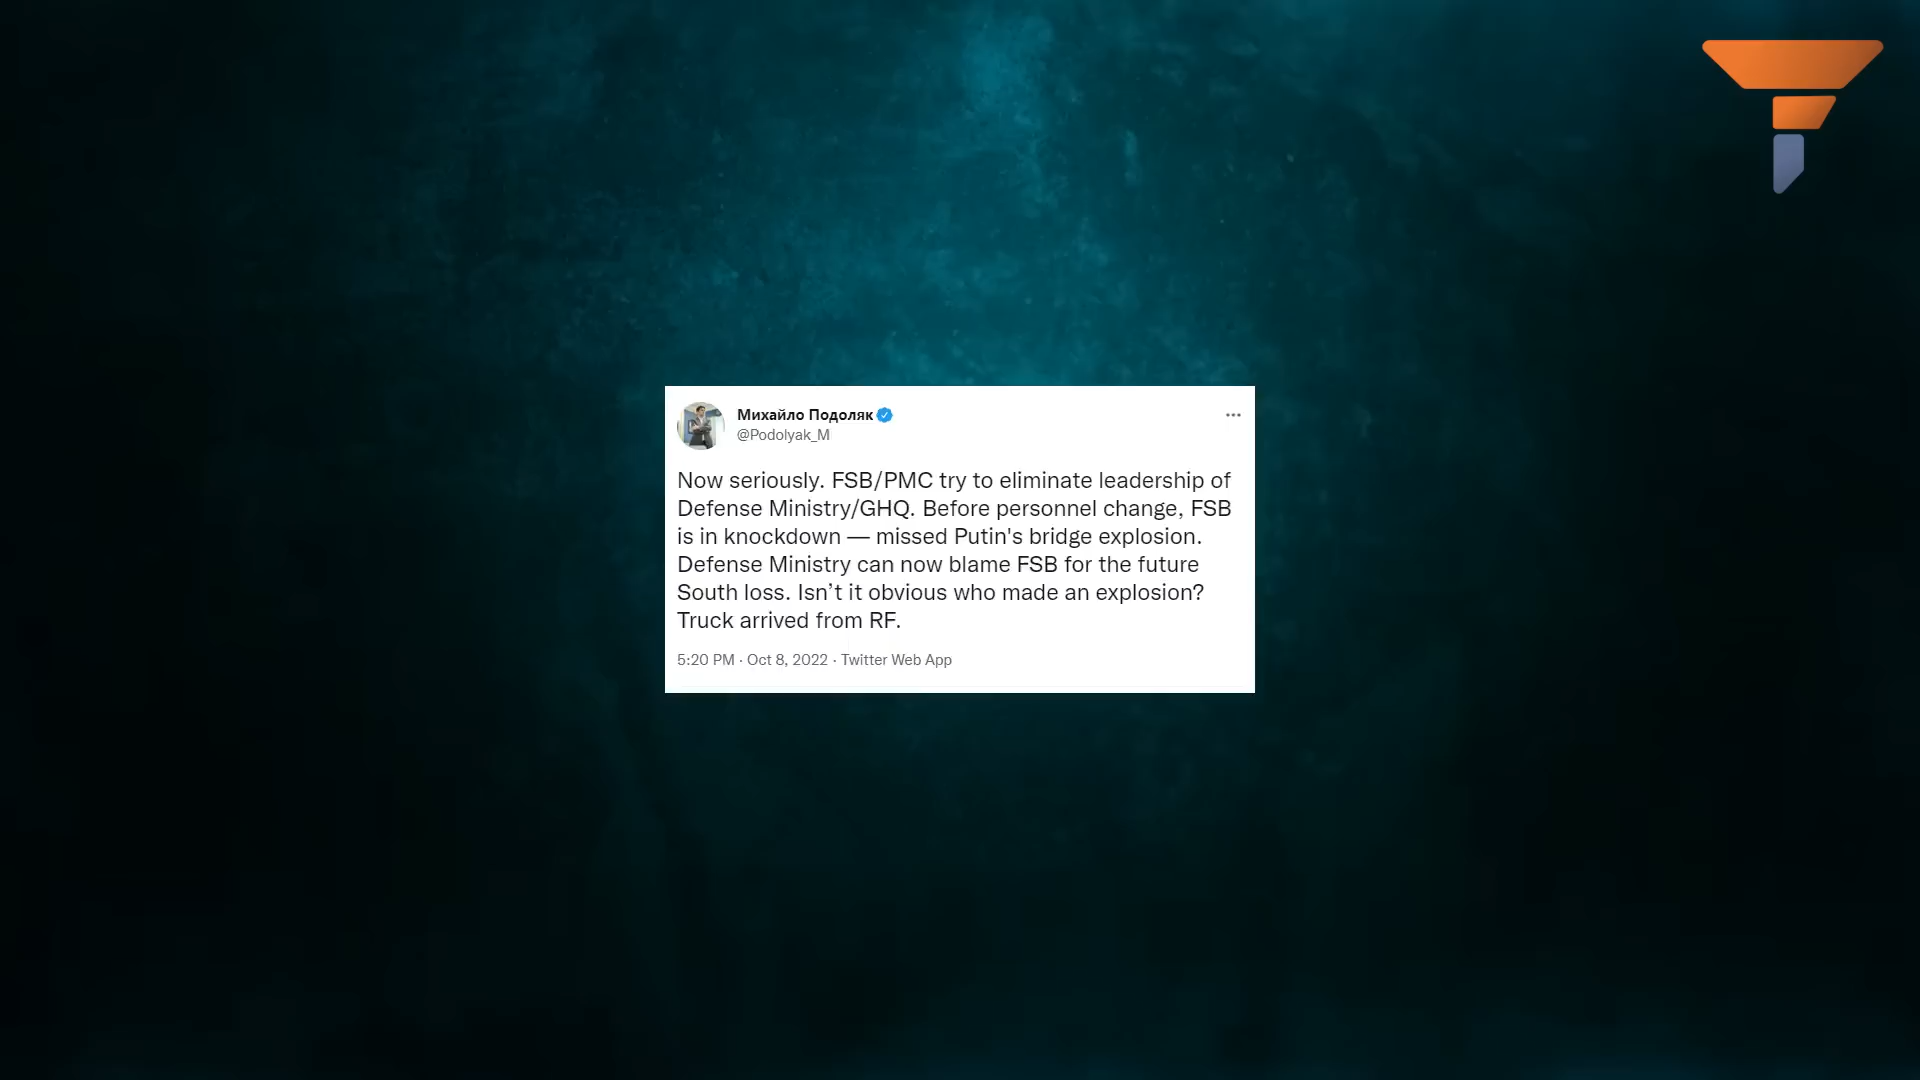 Михайло Подоляк
@Podolyak_M
Now seriously. FSB/PMC try to eliminate leadership of
Defense Ministry/GHQ. Before personnel change, FSB
is in knockdown — missed Putin's bridge explosion.
Defense Ministry can now blame FSB for the future
South loss. Isn’t it obvious who made an explosion?
Truck arrived from RF.
5:20 PM · Oct 8, 2022 · Twitter Web App